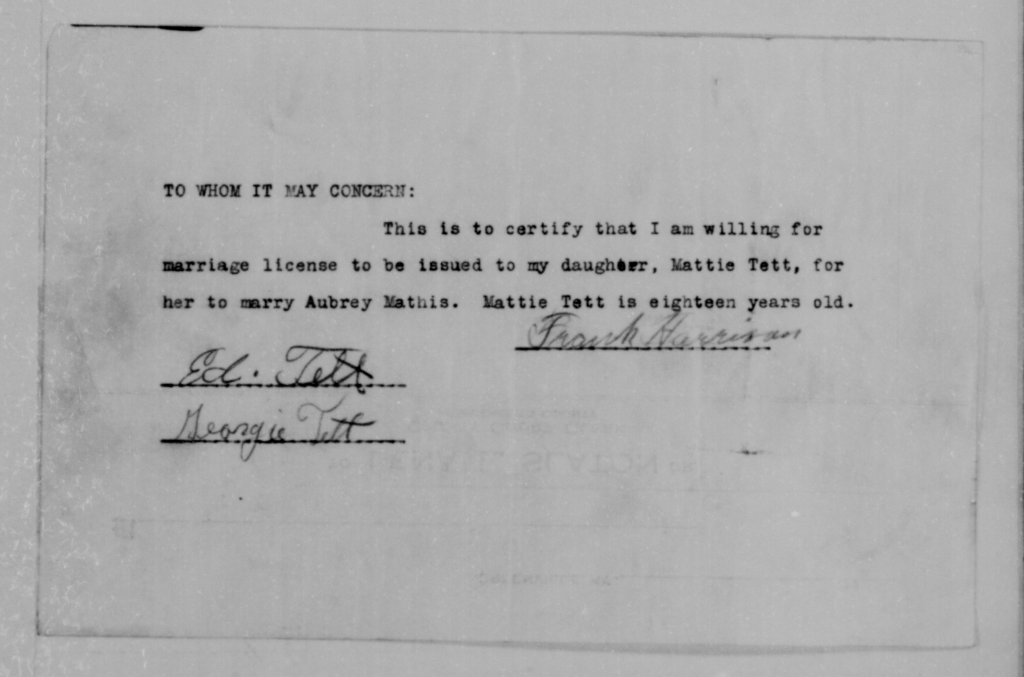 TO WHOM IT MAY CONCERN:
This is to certify that I am willing for
marriage license to be issued to my daughter, Mattie Tett, for
her to marry Aubrey Mathis. Mattie Tett is eighteen years old.
Frank Harrison
Ed. Tett
Georgie Tett